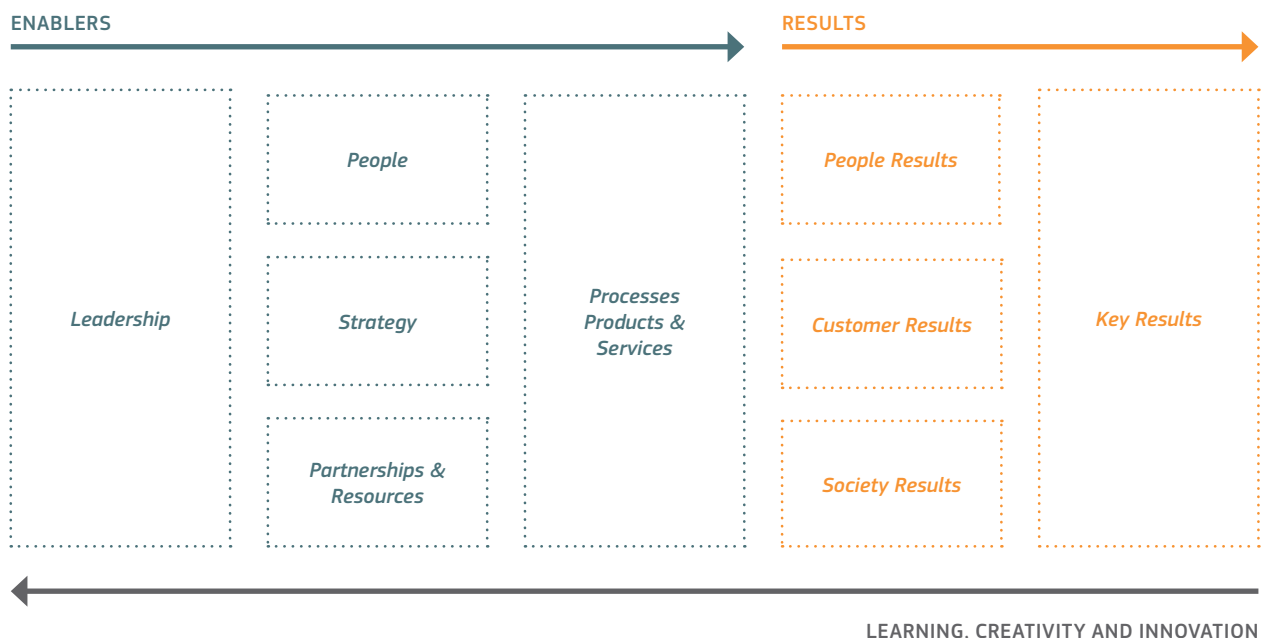 ENABLERS
RESULTS
Leadership
People
Strategy
Partnerships &
Resources
Processes
Products &
Services
People Results
Customer Results
Society Results
Key Results
LEARNING, CREATIVITY AND INNOVATION